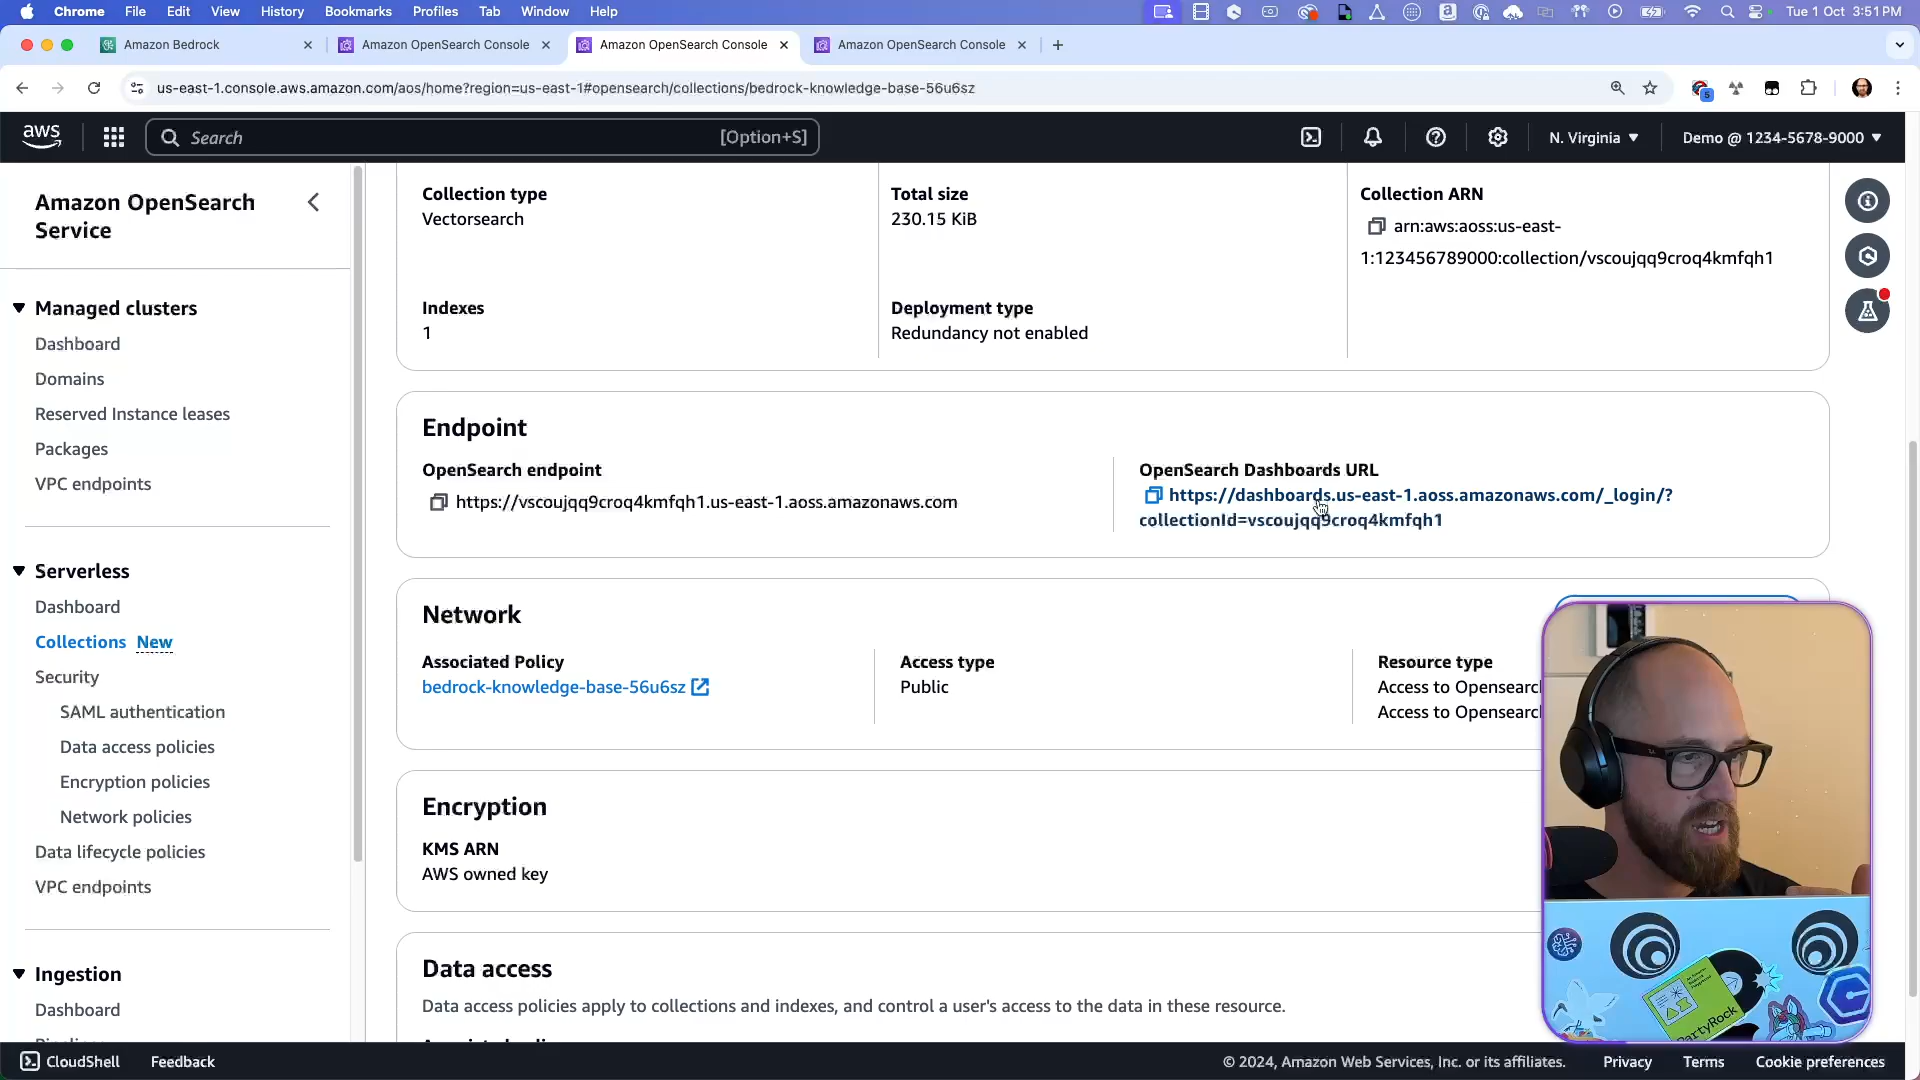 Chrome File Edit View History Bookmarks Profiles Tab Window Help Tue 1 Oct 3:51 PM
Amazon Bedrock Amazon OpenSearch Console Amazon OpenSearch Console Amazon OpenSearch Console
us-east-1.console.aws.amazon.com/aos/home?region=us-east-1#opensearch/collections/bedrock-knowledge-base-56u6sz 5
aws Search [Option+S] N. Virginia Demo @ 1234-5678-9000
Amazon OpenSearch
Service
Managed clusters
Dashboard
Domains
Reserved Instance leases
Packages
VPC endpoints
Serverless
Dashboard
Collections New
Security
SAML authentication
Data access policies
Encryption policies
Network policies
Data lifecycle policies
VPC endpoints
Ingestion
Dashboard
Collection type
Vectorsearch
Total size
230.15 KiB
Collection ARN
arn:aws:aoss:us-east-
1:123456789000:collection/vscoujqq9croq4kmfqh1
Indexes
1
Deployment type
Redundancy not enabled
Endpoint
OpenSearch endpoint
https://vscoujqq9croq4kmfqh1.us-east-1.aoss.amazonaws.com
OpenSearch Dashboards URL
https://dashboards.us-east-1.aoss.amazonaws.com/_login/?
collectionId=vscoujqq9croq4kmfqh1
Network
Associated Policy
bedrock-knowledge-base-56u6sz
Access type
Public
Resource type
Access to Opensearch
Access to Opensearch
Encryption
KMS ARN
AWS owned key
Data access
Data access policies apply to collections and indexes, and control a user's access to the data in these resource.
PartyRock
CloudShell Feedback © 2024, Amazon Web Services, Inc. or its affiliates. Privacy Terms Cookie preferences